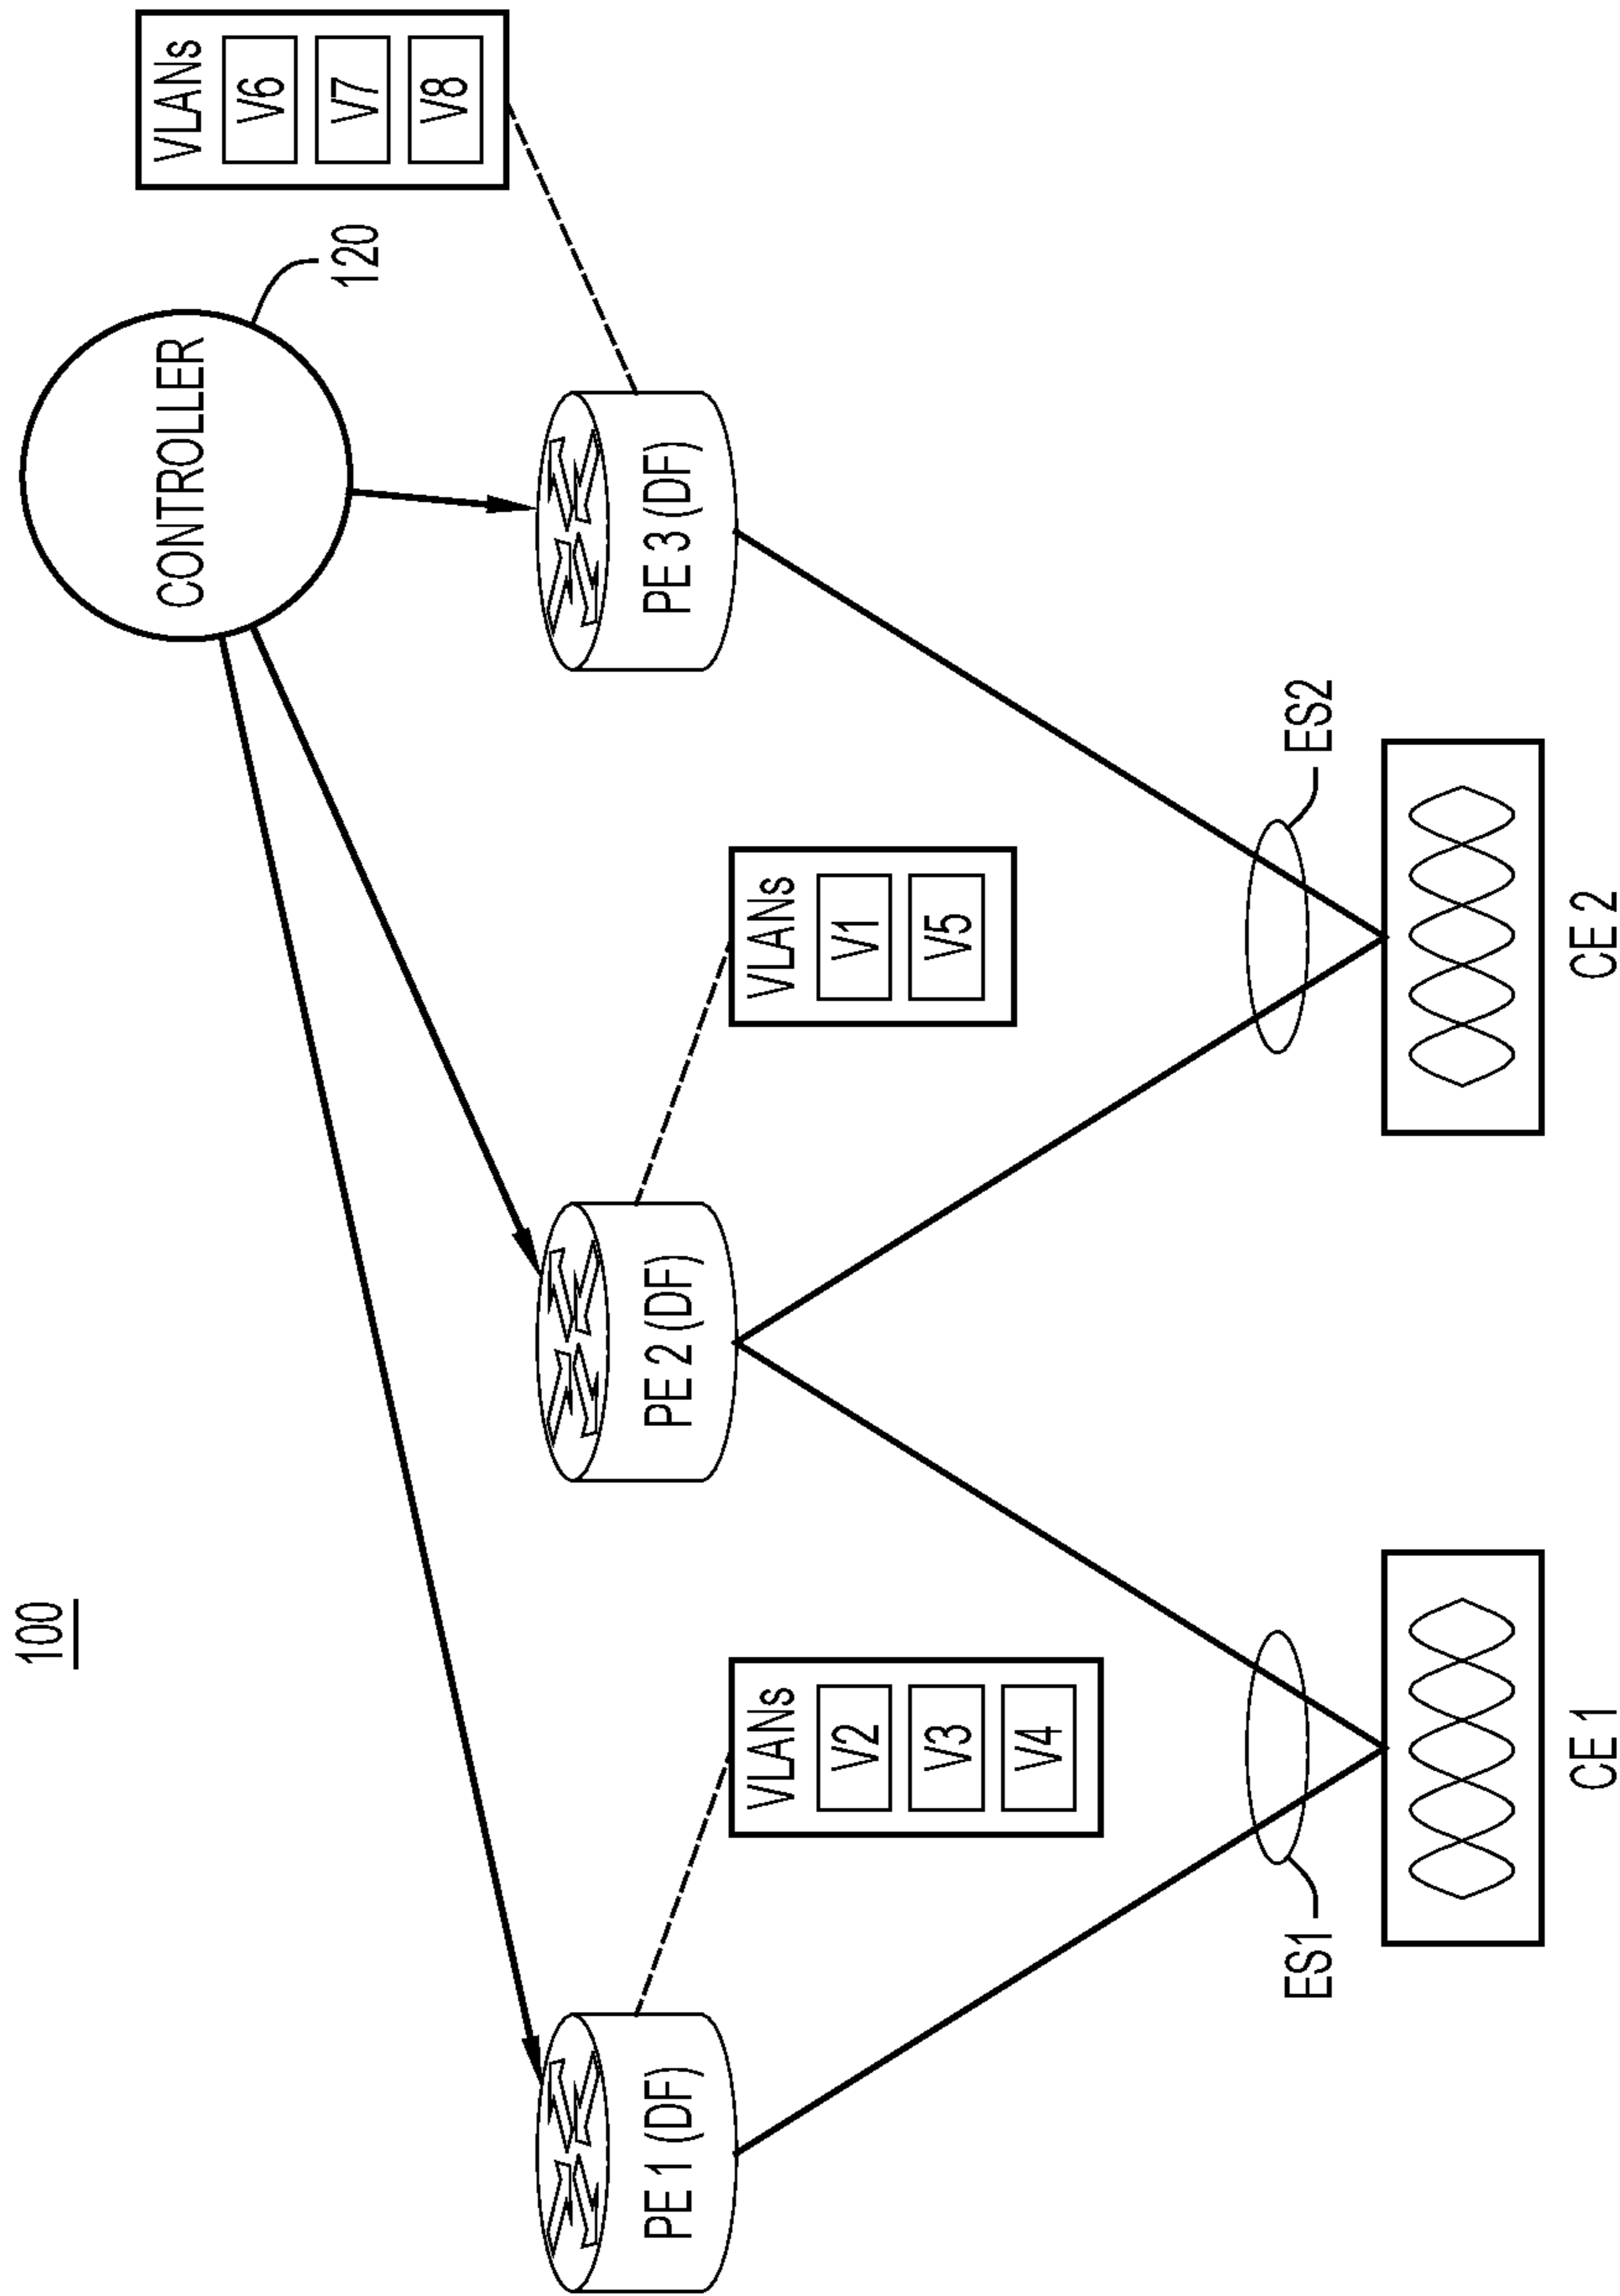 100
CONTROLLER
120
VLANs
V6
V7
V8
PE 1 (DF)
PE 2 (DF)
PE 3 (DF)
VLANs
V2
V3
V4
VLANs
V1
V5
ES1
ES2
CE 1
CE 2